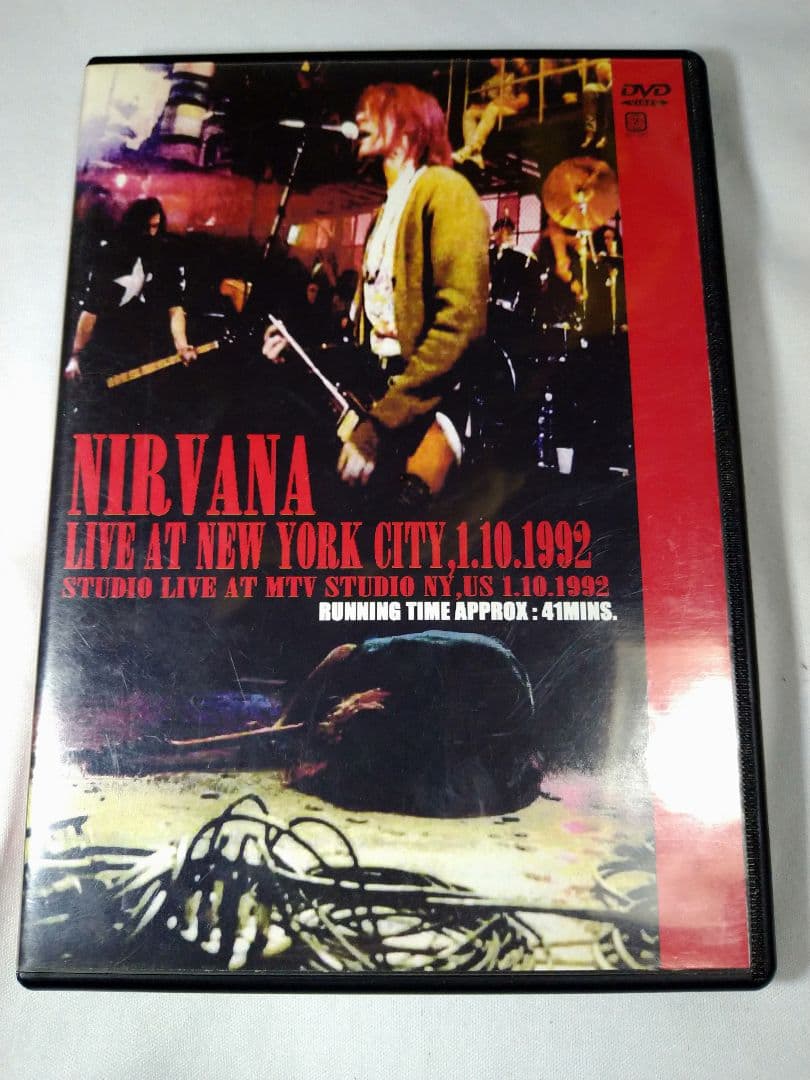 DVD
VIDEO
NIRVANA
LIVE AT NEW YORK CITY,1.10.1992
STUDIO LIVE AT MTV STUDIO NY,US 1.10.1992
RUNNING TIME APPROX : 41MINS.